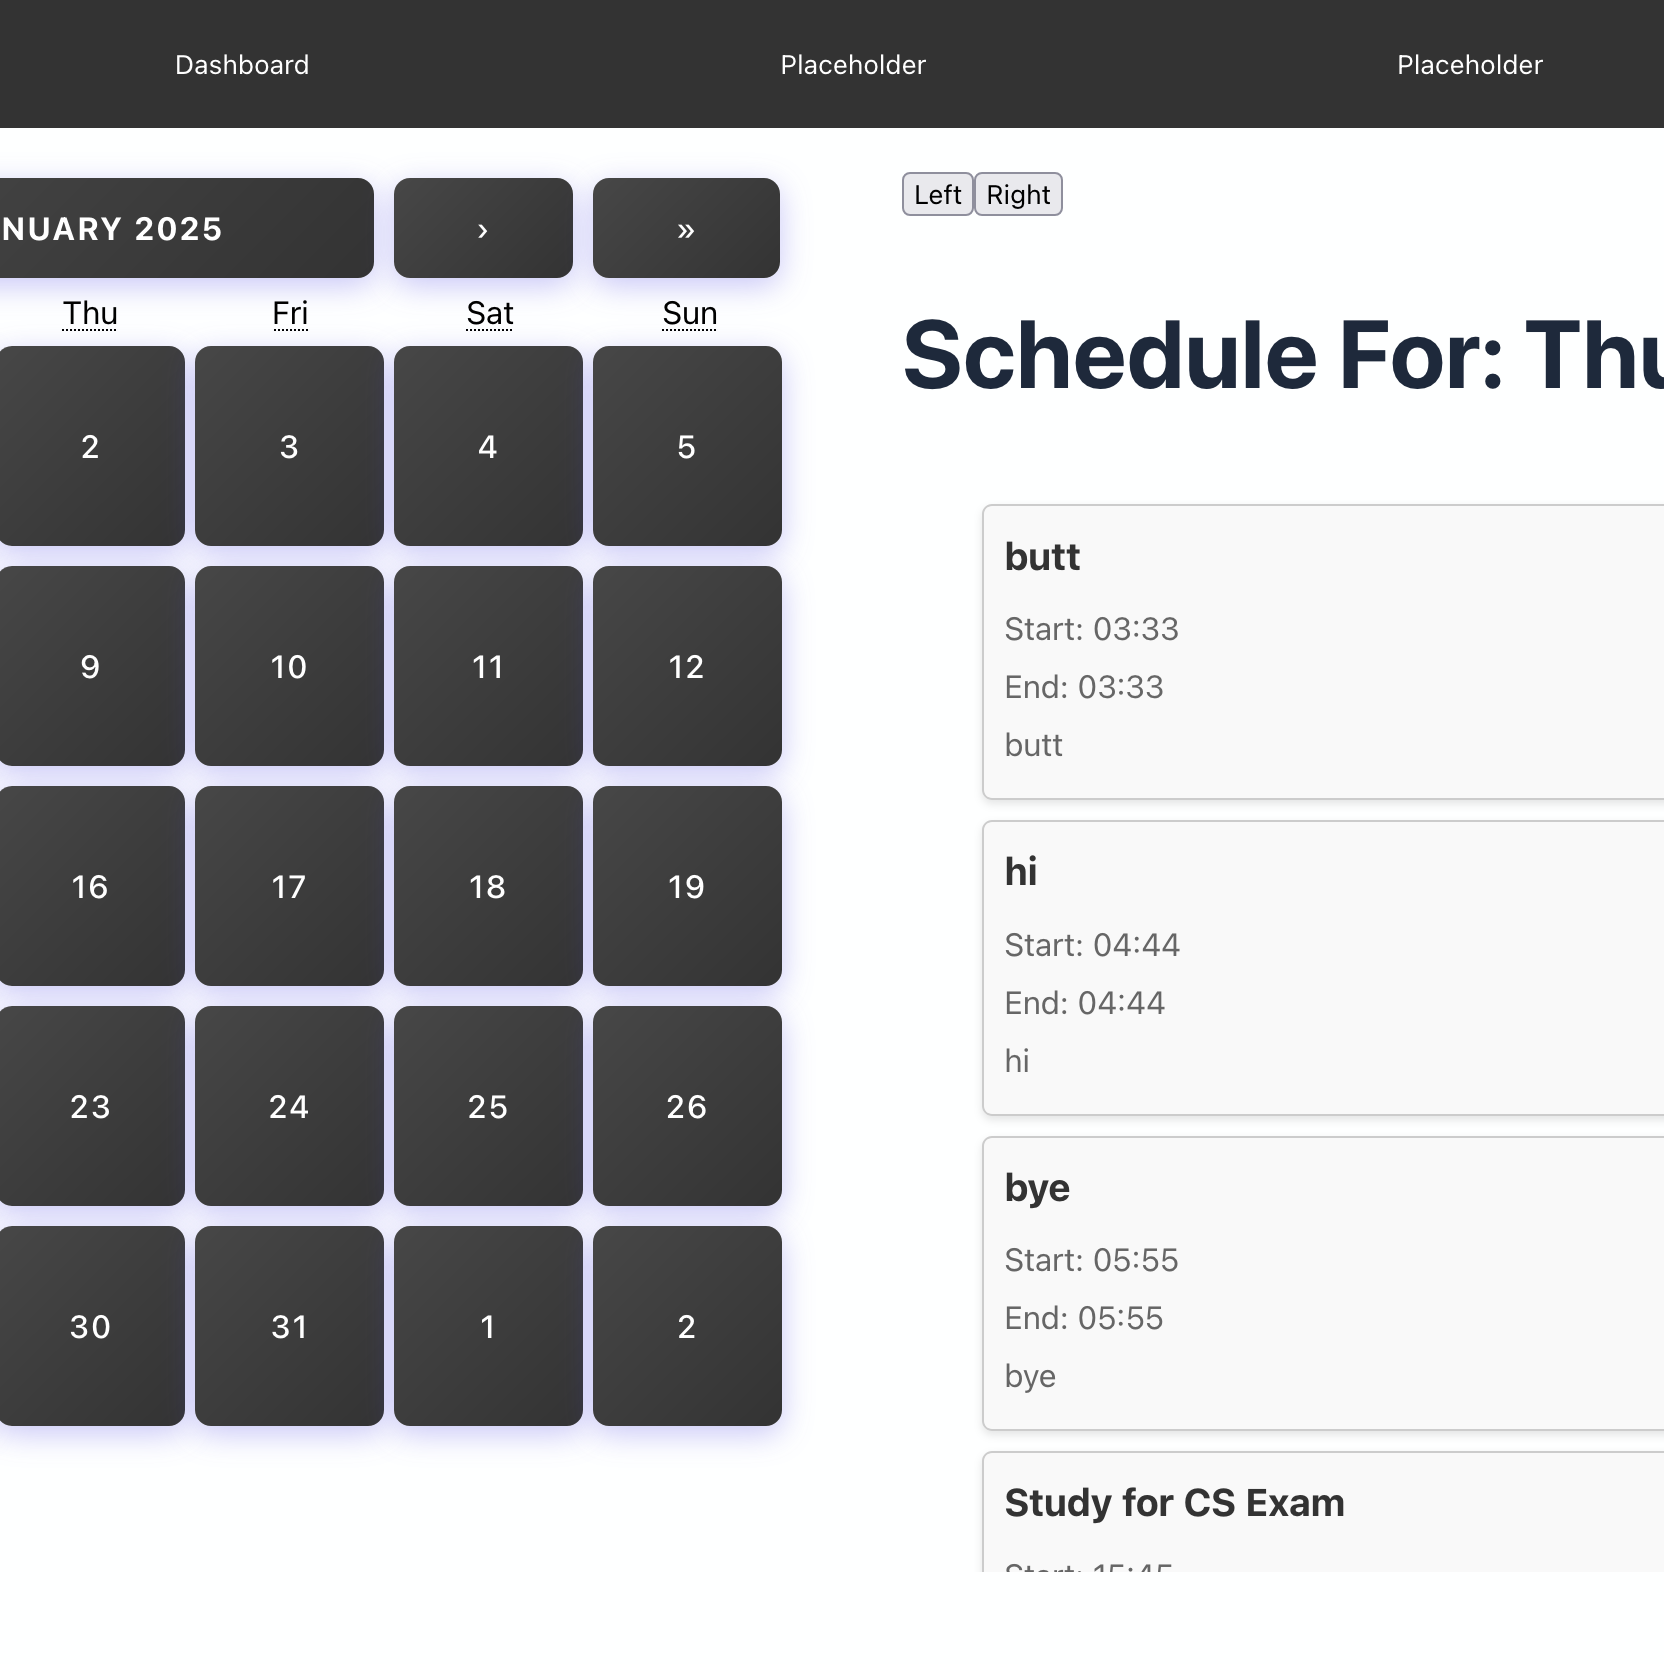 Dashboard Placeholder Placeholder
NUARY 2025 › »
Thu Fri Sat Sun
2 3 4 5
9 10 11 12
16 17 18 19
23 24 25 26
30 31 1 2
Left Right
Schedule For: Thu
butt
Start: 03:33
End: 03:33
butt
hi
Start: 04:44
End: 04:44
hi
bye
Start: 05:55
End: 05:55
bye
Study for CS Exam
Start: 15:45